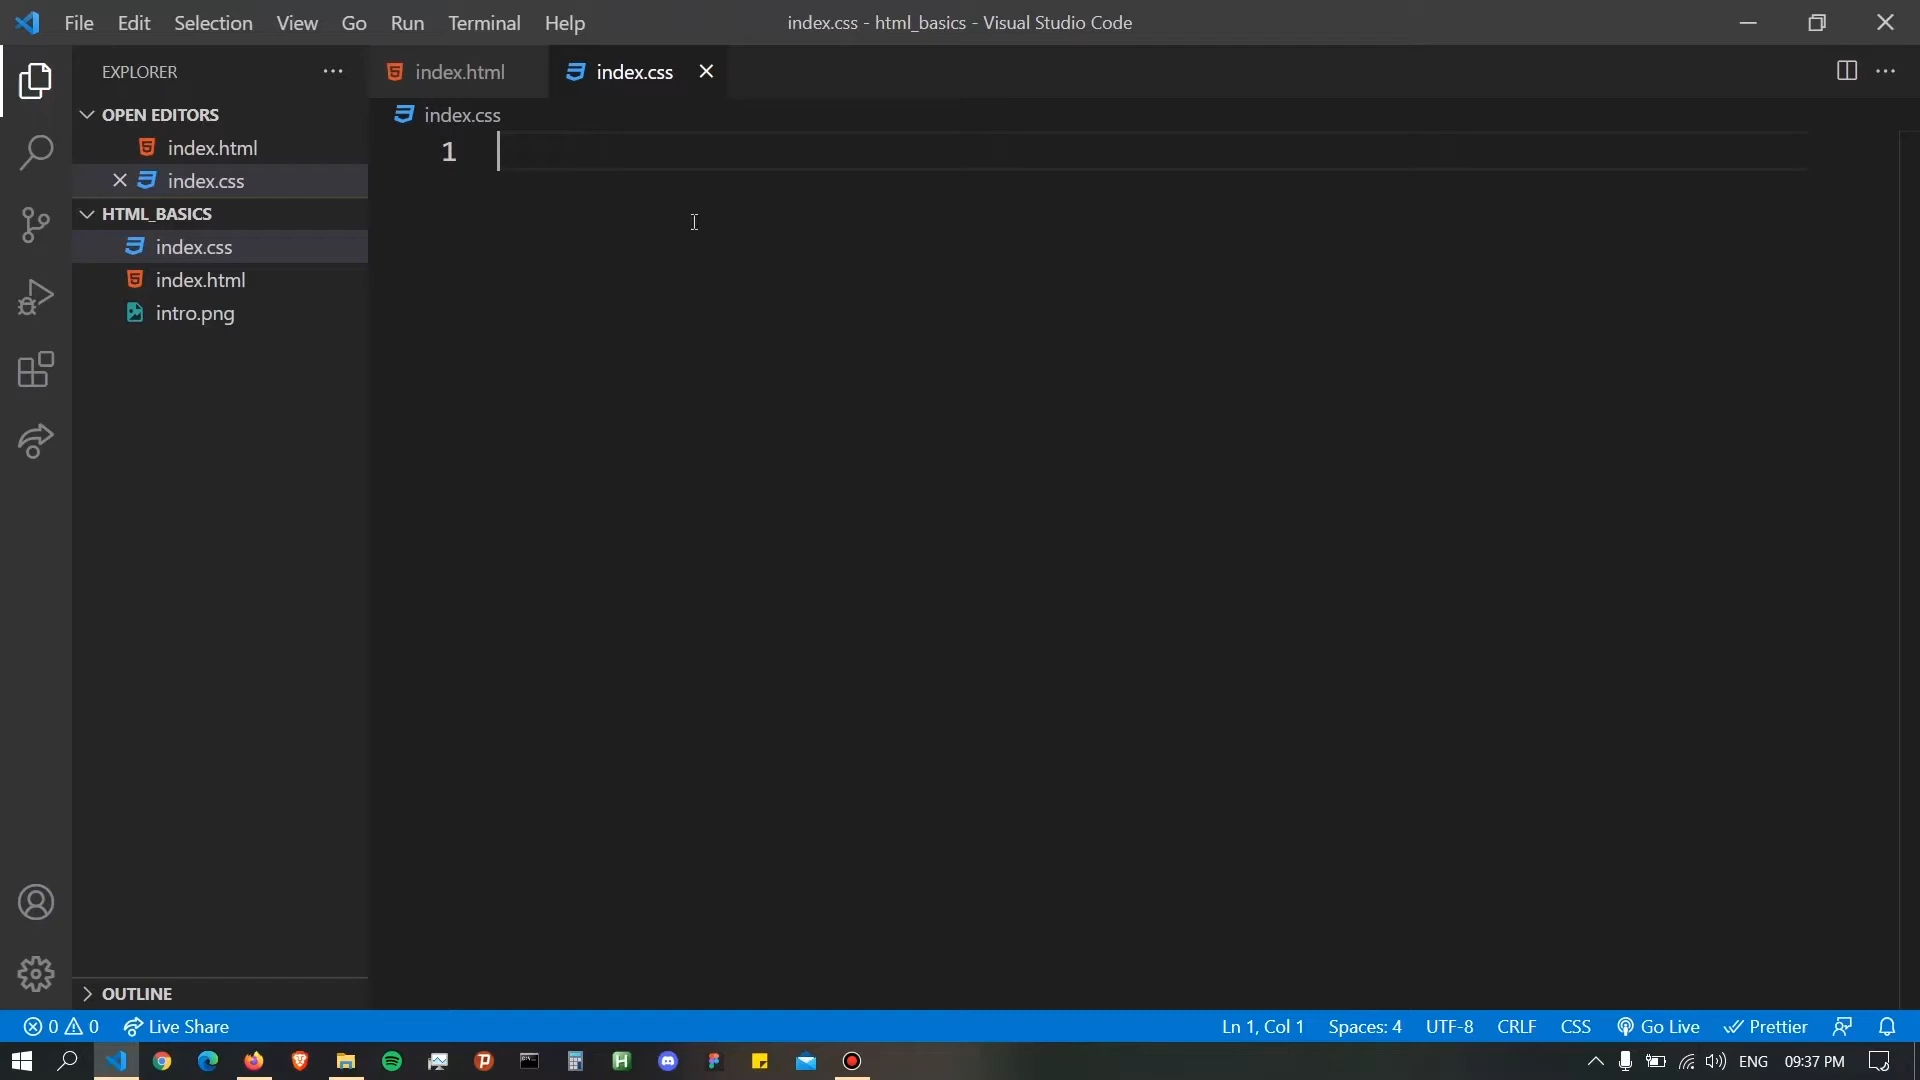 File Edit Selection View Go Run Terminal Help
index.css - html_basics - Visual Studio Code
EXPLORER
index.html
index.css
OPEN EDITORS
index.html
index.css
HTML_BASICS
index.css
index.html
intro.png
index.css
1
OUTLINE
0 0 Live Share
Ln 1, Col 1 Spaces: 4 UTF-8 CRLF CSS Go Live Prettier
ENG 09:37 PM